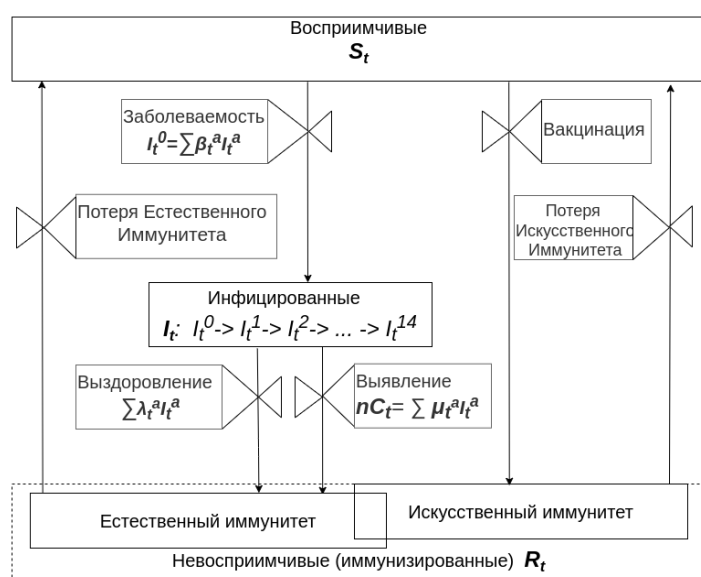 Восприимчивые
S_t
Заболеваемость
I_t^0=∑β_t^a I_t^a
Вакцинация
Потеря Естественного
Иммунитета
Потеря
Искусственного
Иммунитета
Инфицированные
I_t: I_t^0-> I_t^1-> I_t^2-> ... -> I_t^14
Выздоровление
∑λ_t^a I_t^a
Выявление
nC_t= ∑ μ_t^a I_t^a
Естественный иммунитет
Искусственный иммунитет
Невосприимчивые (иммунизированные) R_t